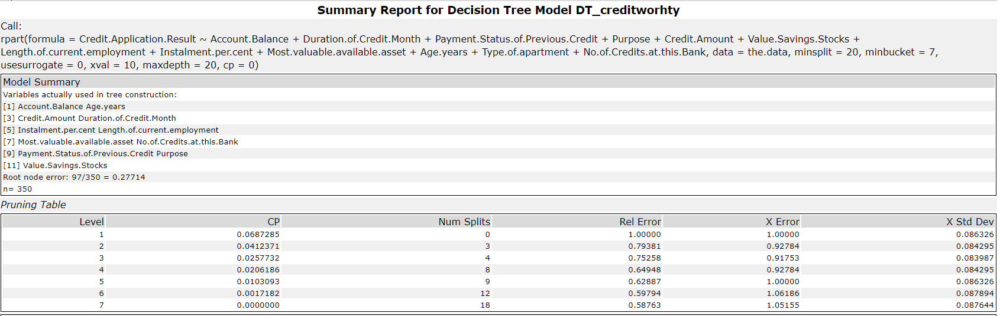 Summary Report for Decision Tree Model DT_creditworhty
Call:
rpart(formula = Credit.Application.Result ~ Account.Balance + Duration.of.Credit.Month + Payment.Status.of.Previous.Credit + Purpose + Credit.Amount + Value.Savings.Stocks +
Length.of.current.employment + Instalment.per.cent + Most.valuable.available.asset + Age.years + Type.of.apartment + No.of.Credits.at.this.Bank, data = the.data, minsplit = 20, minbucket = 7,
usesurrogate = 0, xval = 10, maxdepth = 20, cp = 0)
Model Summary
Variables actually used in tree construction:
[1] Account.Balance Age.years
[3] Credit.Amount Duration.of.Credit.Month
[5] Instalment.per.cent Length.of.current.employment
[7] Most.valuable.available.asset No.of.Credits.at.this.Bank
[9] Payment.Status.of.Previous.Credit Purpose
[11] Value.Savings.Stocks
Root node error: 97/350 = 0.27714
n= 350
Pruning Table
Level CP Num Splits Rel Error X Error X Std Dev
1 0.0687285 0 1.00000 1.00000 0.086326
2 0.0412371 3 0.79381 0.92784 0.084295
3 0.0257732 4 0.75258 0.91753 0.083987
4 0.0206186 8 0.64948 0.92784 0.084295
5 0.0103093 9 0.62887 1.00000 0.086326
6 0.0017182 12 0.59794 1.06186 0.087894
7 0.0000000 18 0.58763 1.05155 0.087644